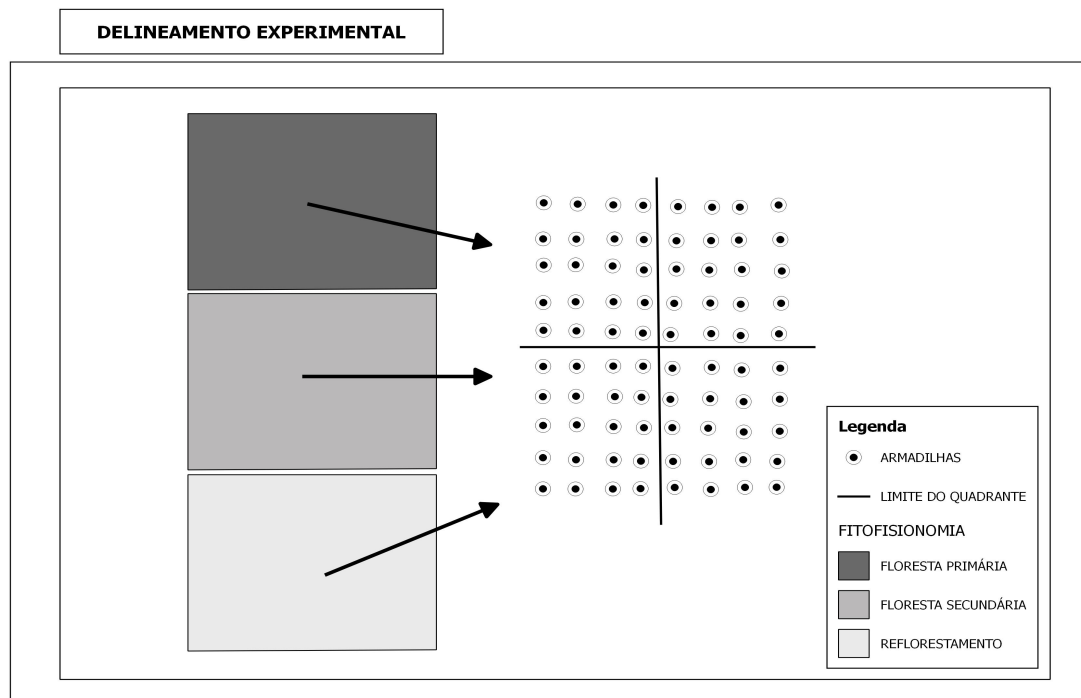 DELINEAMENTO EXPERIMENTAL
Legenda
ARMADILHAS
LIMITE DO QUADRANTE
FITOFISIONOMIA
FLORESTA PRIMÁRIA
FLORESTA SECUNDÁRIA
REFLORESTAMENTO